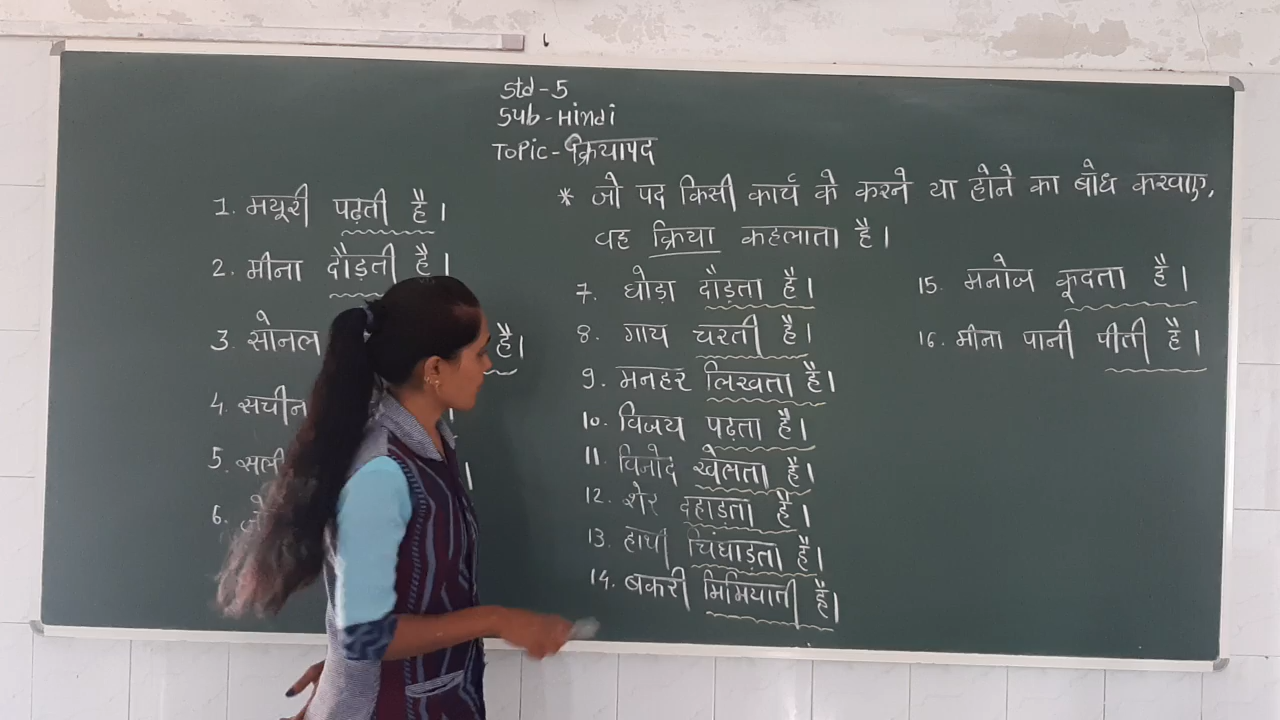 Std-5
Sub-Hindi
Topic-क्रियापद
1. मयूरी पढ़ती है।
2. मीना दौड़ती है।
3. सोनल है।
4. सचीन
5.
6.
* जो पद किसी कार्य के करने या होने का बोध करवाए,
वह क्रिया कहलाता है।
7. घोड़ा दौड़ता है।
8. गाय चरती है।
9. मनहर लिखता है।
10. विजय पढ़ता है।
11. विनोद खेलता है।
12. शेर दहाड़ता है।
13. हाथी चिंघाड़ता है।
14. बकरी मिमियाती है।
15. मनोज कूदता है।
16. मीना पानी पीती है।